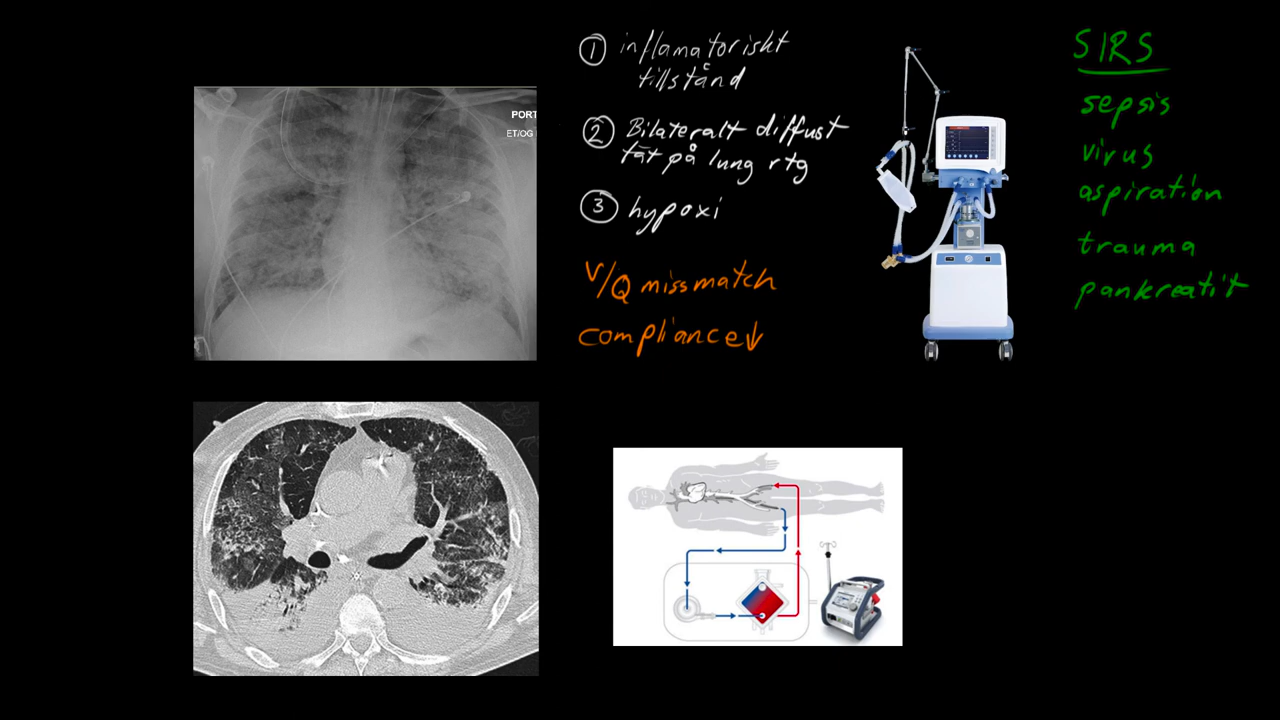 PORT
ET/OG
① inflamatoriskt
tillstånd
② Bilateralt diffust
tät på lung rtg
③ hypoxi
V/Q missmatch
compliance↓
SIRS
sepsis
virus
aspiration
trauma
pankreatit